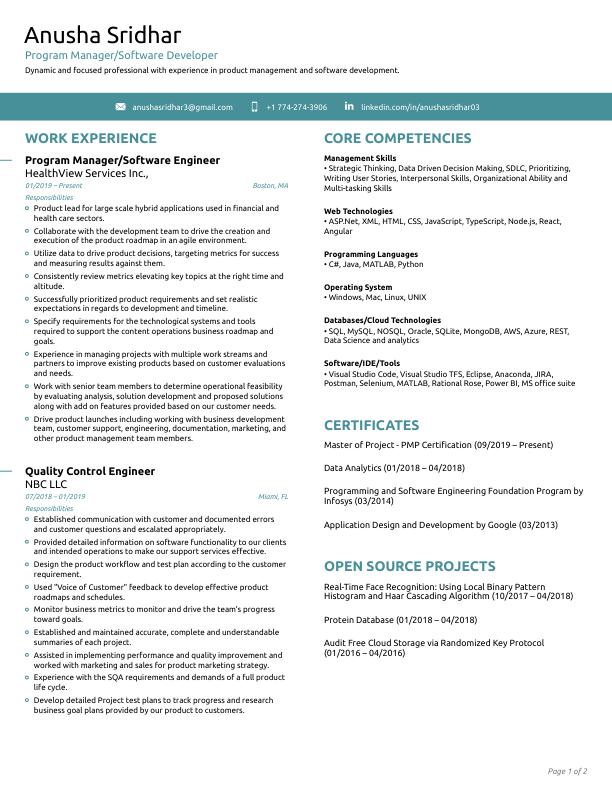 Anusha Sridhar
Program Manager/Software Developer
Dynamic and focused professional with experience in product management and software development.
anushasridhar3@gmail.com +1 774-274-3906 linkedin.com/in/anushasridhar03
WORK EXPERIENCE
Program Manager/Software Engineer
HealthView Services Inc.,
01/2019 – Present Boston, MA
Responsibilities
Product lead for large scale hybrid applications used in financial and
health care sectors.
Collaborate with the development team to drive the creation and
execution of the product roadmap in an agile environment.
Utilize data to drive product decisions, targeting metrics for success
and measuring results against them.
Consistently review metrics elevating key topics at the right time and
altitude.
Successfully prioritized product requirements and set realistic
expectations in regards to development and timeline.
Specify requirements for the technological systems and tools
required to support the content operations business roadmap and
goals.
Experience in managing projects with multiple work streams and
partners to improve existing products based on customer evaluations
and needs.
Work with senior team members to determine operational feasibility
by evaluating analysis, solution development and proposed solutions
along with add on features provided based on our customer needs.
Drive product launches including working with business development
team, customer support, engineering, documentation, marketing, and
other product management team members.
Quality Control Engineer
NBC LLC
07/2018 – 01/2019 Miami, FL
Responsibilities
Established communication with customer and documented errors
and customer questions and escalated appropriately.
Provided detailed information on software functionality to our clients
and intended operations to make our support services effective.
Design the product workflow and test plan according to the customer
requirement.
Used "Voice of Customer" feedback to develop effective product
roadmaps and schedules.
Monitor business metrics to monitor and drive the team's progress
toward goals.
Established and maintained accurate, complete and understandable
summaries of each project.
Assisted in implementing performance and quality improvement and
worked with marketing and sales for product marketing strategy.
Experience with the SQA requirements and demands of a full product
life cycle.
Develop detailed Project test plans to track progress and research
business goal plans provided by our product to customers.
CORE COMPETENCIES
Management Skills
• Strategic Thinking, Data Driven Decision Making, SDLC, Prioritizing,
Writing User Stories, Interpersonal Skills, Organizational Ability and
Multi-tasking Skills
Web Technologies
• ASP.Net, XML, HTML, CSS, JavaScript, TypeScript, Node.js, React,
Angular
Programming Languages
• C#, Java, MATLAB, Python
Operating System
• Windows, Mac, Linux, UNIX
Databases/Cloud Technologies
• SQL, MySQL, NOSQL, Oracle, SQLite, MongoDB, AWS, Azure, REST,
Data Science and analytics
Software/IDE/Tools
• Visual Studio Code, Visual Studio TFS, Eclipse, Anaconda, JIRA,
Postman, Selenium, MATLAB, Rational Rose, Power BI, MS office suite
CERTIFICATES
Master of Project - PMP Certification (09/2019 – Present)
Data Analytics (01/2018 – 04/2018)
Programming and Software Engineering Foundation Program by
Infosys (03/2014)
Application Design and Development by Google (03/2013)
OPEN SOURCE PROJECTS
Real-Time Face Recognition: Using Local Binary Pattern
Histogram and Haar Cascading Algorithm (10/2017 – 04/2018)
Protein Database (01/2018 – 04/2018)
Audit Free Cloud Storage via Randomized Key Protocol
(01/2016 – 04/2016)
Page 1 of 2